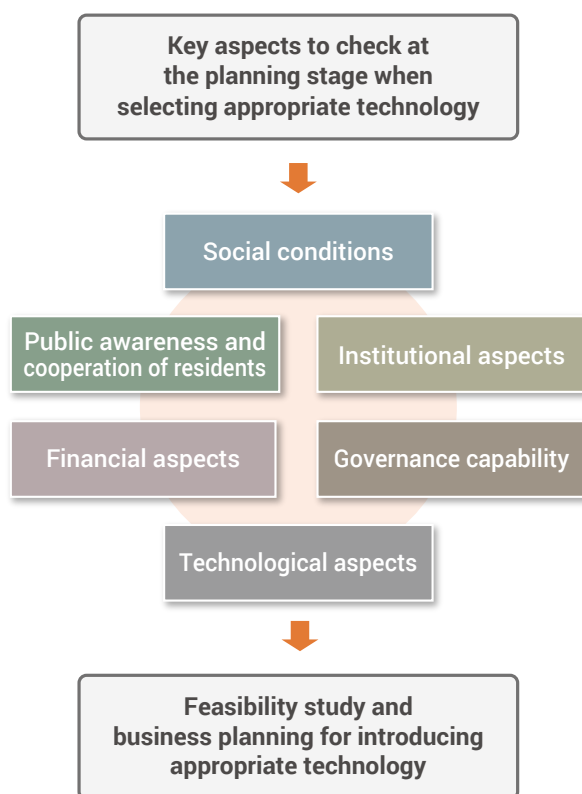 Key aspects to check at
the planning stage when
selecting appropriate technology
Social conditions
Public awareness and
cooperation of residents
Institutional aspects
Financial aspects
Governance capability
Technological aspects
Feasibility study and
business planning for introducing
appropriate technology